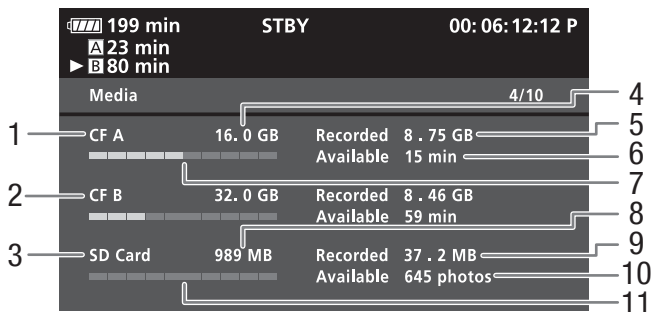 199 min STBY 00:06:12:12 P
A 23 min
▶ B 80 min
Media 4/10
4
1 CF A 16.0 GB Recorded 8.75 GB 5
Available 15 min 6
7
2 CF B 32.0 GB Recorded 8.46 GB
Available 59 min
8
3 SD Card 989 MB Recorded 37.2 MB 9
Available 645 photos 10
11